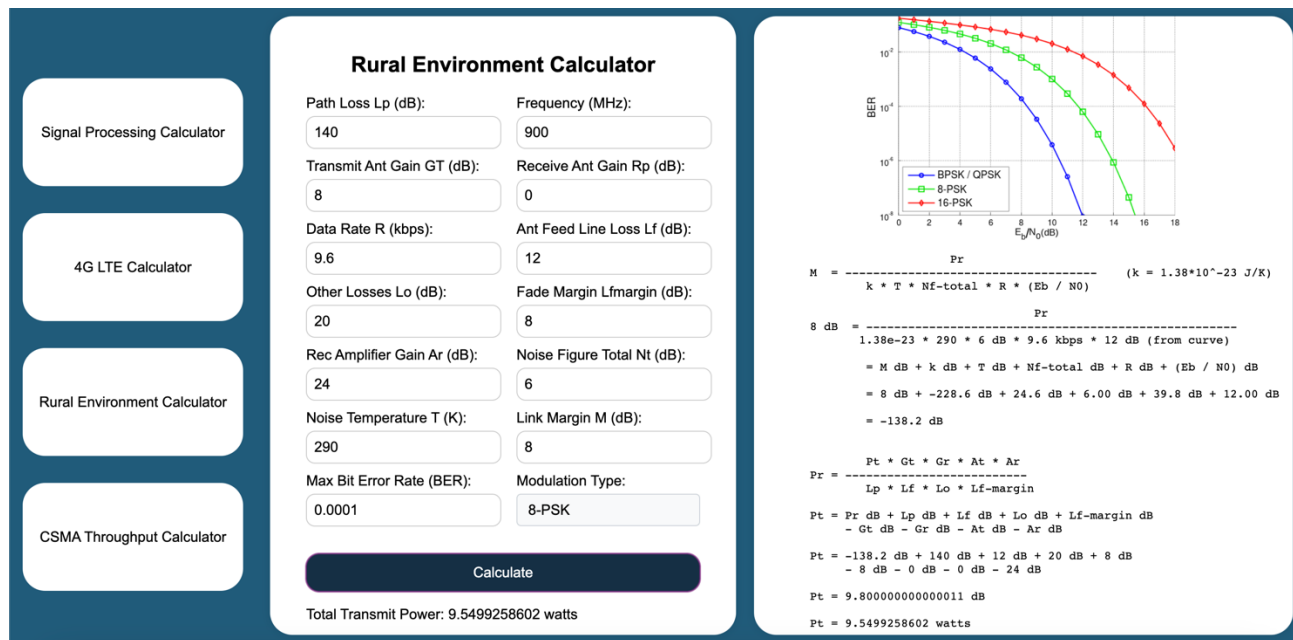 Signal Processing Calculator
4G LTE Calculator
Rural Environment Calculator
CSMA Throughput Calculator
Rural Environment Calculator
Path Loss Lp (dB):
Frequency (MHz):
140
900
Transmit Ant Gain GT (dB):
Receive Ant Gain Rp (dB):
8
0
Data Rate R (kbps):
Ant Feed Line Loss Lf (dB):
9.6
12
Other Losses Lo (dB):
Fade Margin Lfmargin (dB):
20
8
Rec Amplifier Gain Ar (dB):
Noise Figure Total Nt (dB):
24
6
Noise Temperature T (K):
Link Margin M (dB):
290
8
Max Bit Error Rate (BER):
Modulation Type:
0.0001
8-PSK
Calculate
Total Transmit Power: 9.5499258602 watts
BER
10^-2
10^-4
BPSK / QPSK
8-PSK
16-PSK
0 2 4 6 8 10 12 14 16 18
E_b/N_0(dB)
Pr
M = ------------------------------------- (k = 1.38*10^-23 J/K)
k * T * Nf-total * R * (Eb / N0)
Pr
8 dB = -------------------------------------------------------
1.38e-23 * 290 * 6 dB * 9.6 kbps * 12 dB (from curve)
= M dB + k dB + T dB + Nf-total dB + R dB + (Eb / N0) dB
= 8 dB + -228.6 dB + 24.6 dB + 6.00 dB + 39.8 dB + 12.00 dB
= -138.2 dB
Pt * Gt * Gr * At * Ar
Pr = ---------------------------
Lp * Lf * Lo * Lf-margin
Pt = Pr dB + Lp dB + Lf dB + Lo dB + Lf-margin dB
- Gt dB - Gr dB - At dB - Ar dB
Pt = -138.2 dB + 140 dB + 12 dB + 20 dB + 8 dB
- 8 dB - 0 dB - 0 dB - 24 dB
Pt = 9.800000000000011 dB
Pt = 9.5499258602 watts